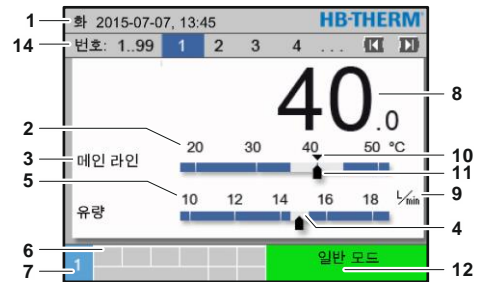 1 화 2015-07-07, 13:45 HB-THERM
14 번호: 1..99 1 2 3 4 ...
40.0 8
2 20 30 40 50 °C 10
3 메인 라인 11
5 10 12 14 16 18 L/min 9
유량 4
6
7 1 일반 모드 12